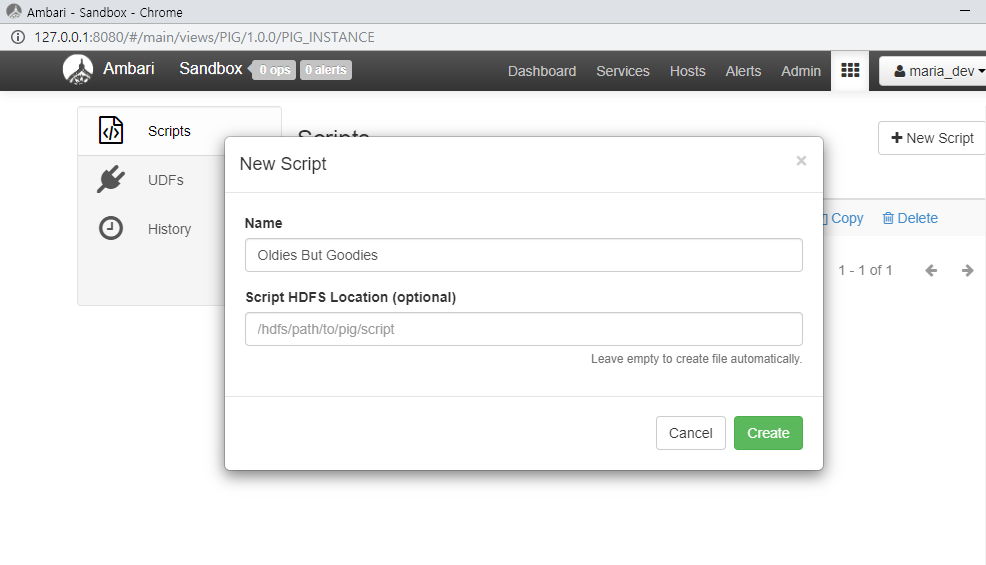 Ambari - Sandbox - Chrome
127.0.0.1:8080/#/main/views/PIG/1.0.0/PIG_INSTANCE
Ambari Sandbox 0 ops 0 alerts Dashboard Services Hosts Alerts Admin maria_dev
Scripts
UDFs
History
Scripts
New Script
Copy Delete
1 - 1 of 1
New Script ×
Name
Oldies But Goodies
Script HDFS Location (optional)
/hdfs/path/to/pig/script
Leave empty to create file automatically.
Cancel Create